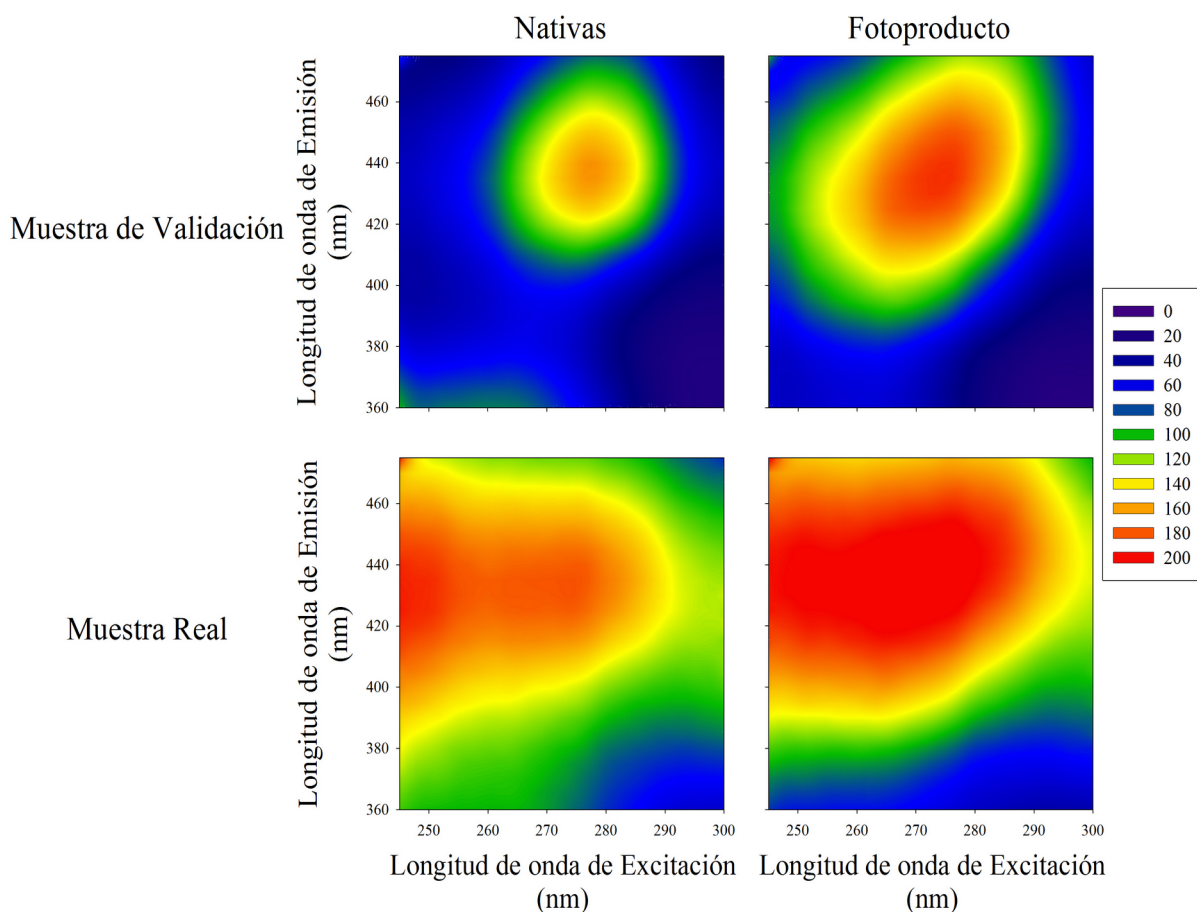 Nativas
Fotoproducto
Muestra de Validación
Longitud de onda de Emisión
(nm)
460
440
420
400
380
360
0
20
40
60
80
100
120
140
160
180
200
Muestra Real
Longitud de onda de Emisión
(nm)
460
440
420
400
380
360
250
260
270
280
290
300
250
260
270
280
290
300
Longitud de onda de Excitación
(nm)
Longitud de onda de Excitación
(nm)